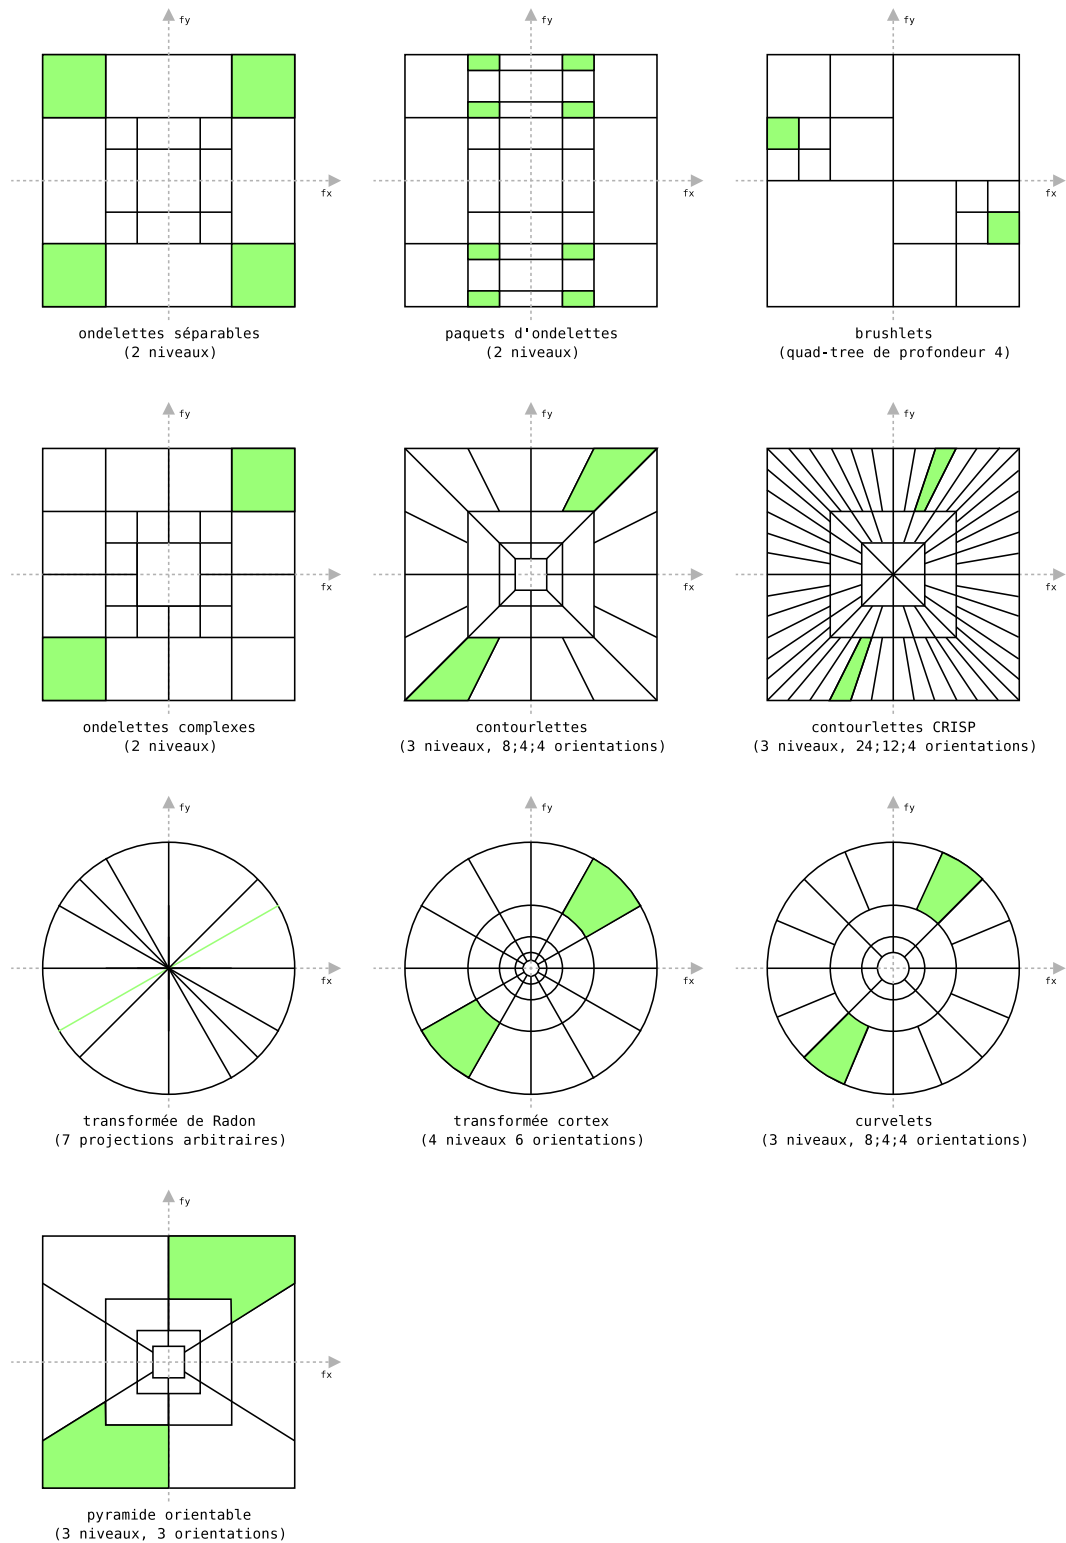 fy
fy
fy
fx
fx
fx
ondelettes séparables
(2 niveaux)
paquets d'ondelettes
(2 niveaux)
brushlets
(quad-tree de profondeur 4)
fy
fy
fy
fx
fx
fx
ondelettes complexes
(2 niveaux)
contourlettes
(3 niveaux, 8;4;4 orientations)
contourlettes CRISP
(3 niveaux, 24;12;4 orientations)
fy
fy
fy
fx
fx
fx
transformée de Radon
(7 projections arbitraires)
transformée cortex
(4 niveaux 6 orientations)
curvelets
(3 niveaux, 8;4;4 orientations)
fy
fx
pyramide orientable
(3 niveaux, 3 orientations)